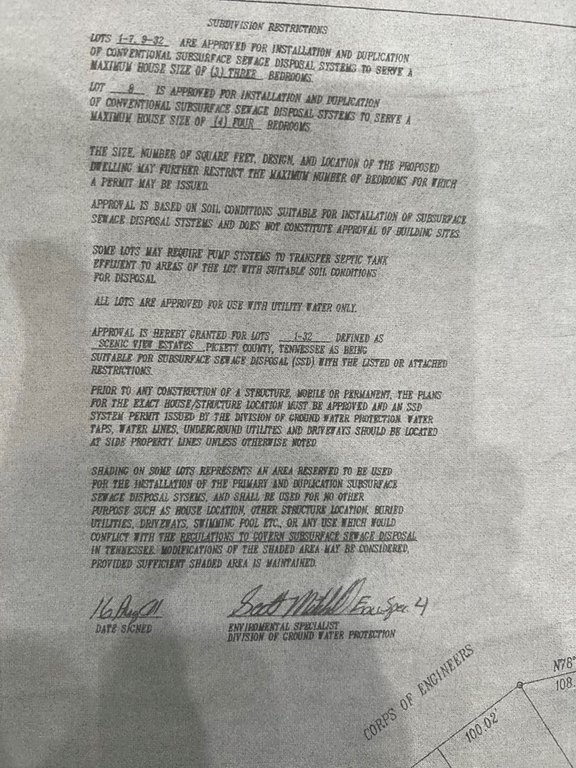 SUBDIVISION RESTRICTIONS
LOTS 1-7, 9-32 ARE APPROVED FOR INSTALLATION AND DUPLICATION
OF CONVENTIONAL SUBSURFACE SEWAGE DISPOSAL SYSTEMS TO SERVE A
MAXIMUM HOUSE SIZE OF (3) THREE BEDROOMS.
LOT 8 IS APPROVED FOR INSTALLATION AND DUPLICATION
OF CONVENTIONAL SUBSURFACE SEWAGE DISPOSAL SYSTEMS TO SERVE A
MAXIMUM HOUSE SIZE OF (4) FOUR BEDROOMS
THE SIZE, NUMBER OF SQUARE FEET, DESIGN, AND LOCATION OF THE PROPOSED
DWELLING MAY FURTHER RESTRICT THE MAXIMUM NUMBER OF BEDROOMS FOR WHICH
A PERMIT MAY BE ISSUED.
APPROVAL IS BASED ON SOIL CONDITIONS SUITABLE FOR INSTALLATION OF SUBSURFACE
SEWAGE DISPOSAL SYSTEMS AND DOES NOT CONSTITUTE APPROVAL OF BUILDING SITES.
SOME LOTS MAY REQUIRE PUMP SYSTEMS TO TRANSFER SEPTIC TANK
EFFLUENT TO AREAS OF THE LOT WITH SUITABLE SOIL CONDITIONS
FOR DISPOSAL
ALL LOTS ARE APPROVED FOR USE WITH UTILITY WATER ONLY.
APPROVAL IS HEREBY GRANTED FOR LOTS 1-32 DEFINED AS
SCENIC VIEW ESTATES, PICKETT COUNTY, TENNESSEE AS BEING
SUITABLE FOR SUBSURFACE SEWAGE DISPOSAL (SSD) WITH THE LISTED OR ATTACHED
RESTRICTIONS.
PRIOR TO ANY CONSTRUCTION OF A STRUCTURE, MOBILE OR PERMANENT, THE PLANS
FOR THE EXACT HOUSE/STRUCTURE LOCATION MUST BE APPROVED AND AN SSD
SYSTEM PERMIT ISSUED BY THE DIVISION OF GROUND WATER PROTECTION. WATER
TAPS, WATER LINES, UNDERGROUND UTILITES AND DRIVEWAYS SHOULD BE LOCATED
AT SIDE PROPERTY LINES UNLESS OTHERWISE NOTED
SHADING ON SOME LOTS REPRESENTS AN AREA RESERVED TO BE USED
FOR THE INSTALLATION OF THE PRIMARY AND DUPLICATION SUBSURFACE
SEWAGE DISPOSAL SYSEMS, AND SHALL BE USED FOR NO OTHER
PURPOSE SUCH AS HOUSE LOCATION, OTHER STRUCTURE LOCATION, BURIED
UTILITIES, DRIVEWAYS, SWIMMING POOL ETC., OR ANY USE WHICH WOULD
CONFLICT WITH THE REGULATIONS TO GOVERN SUBSURFACE SEWAGE DISPOSAL
IN TENNESSEE. MODIFICATIONS OF THE SHADED AREA MAY BE CONSIDERED,
PROVIDED SUFFICIENT SHADED AREA IS MAINTAINED.
Scott
DATE SIGNED
ENVIROMENTAL SPECIALIST
DIVISION OF GROUND WATER PROTECTION
CORPS OF ENGINEERS
100.02'
N78°
108.